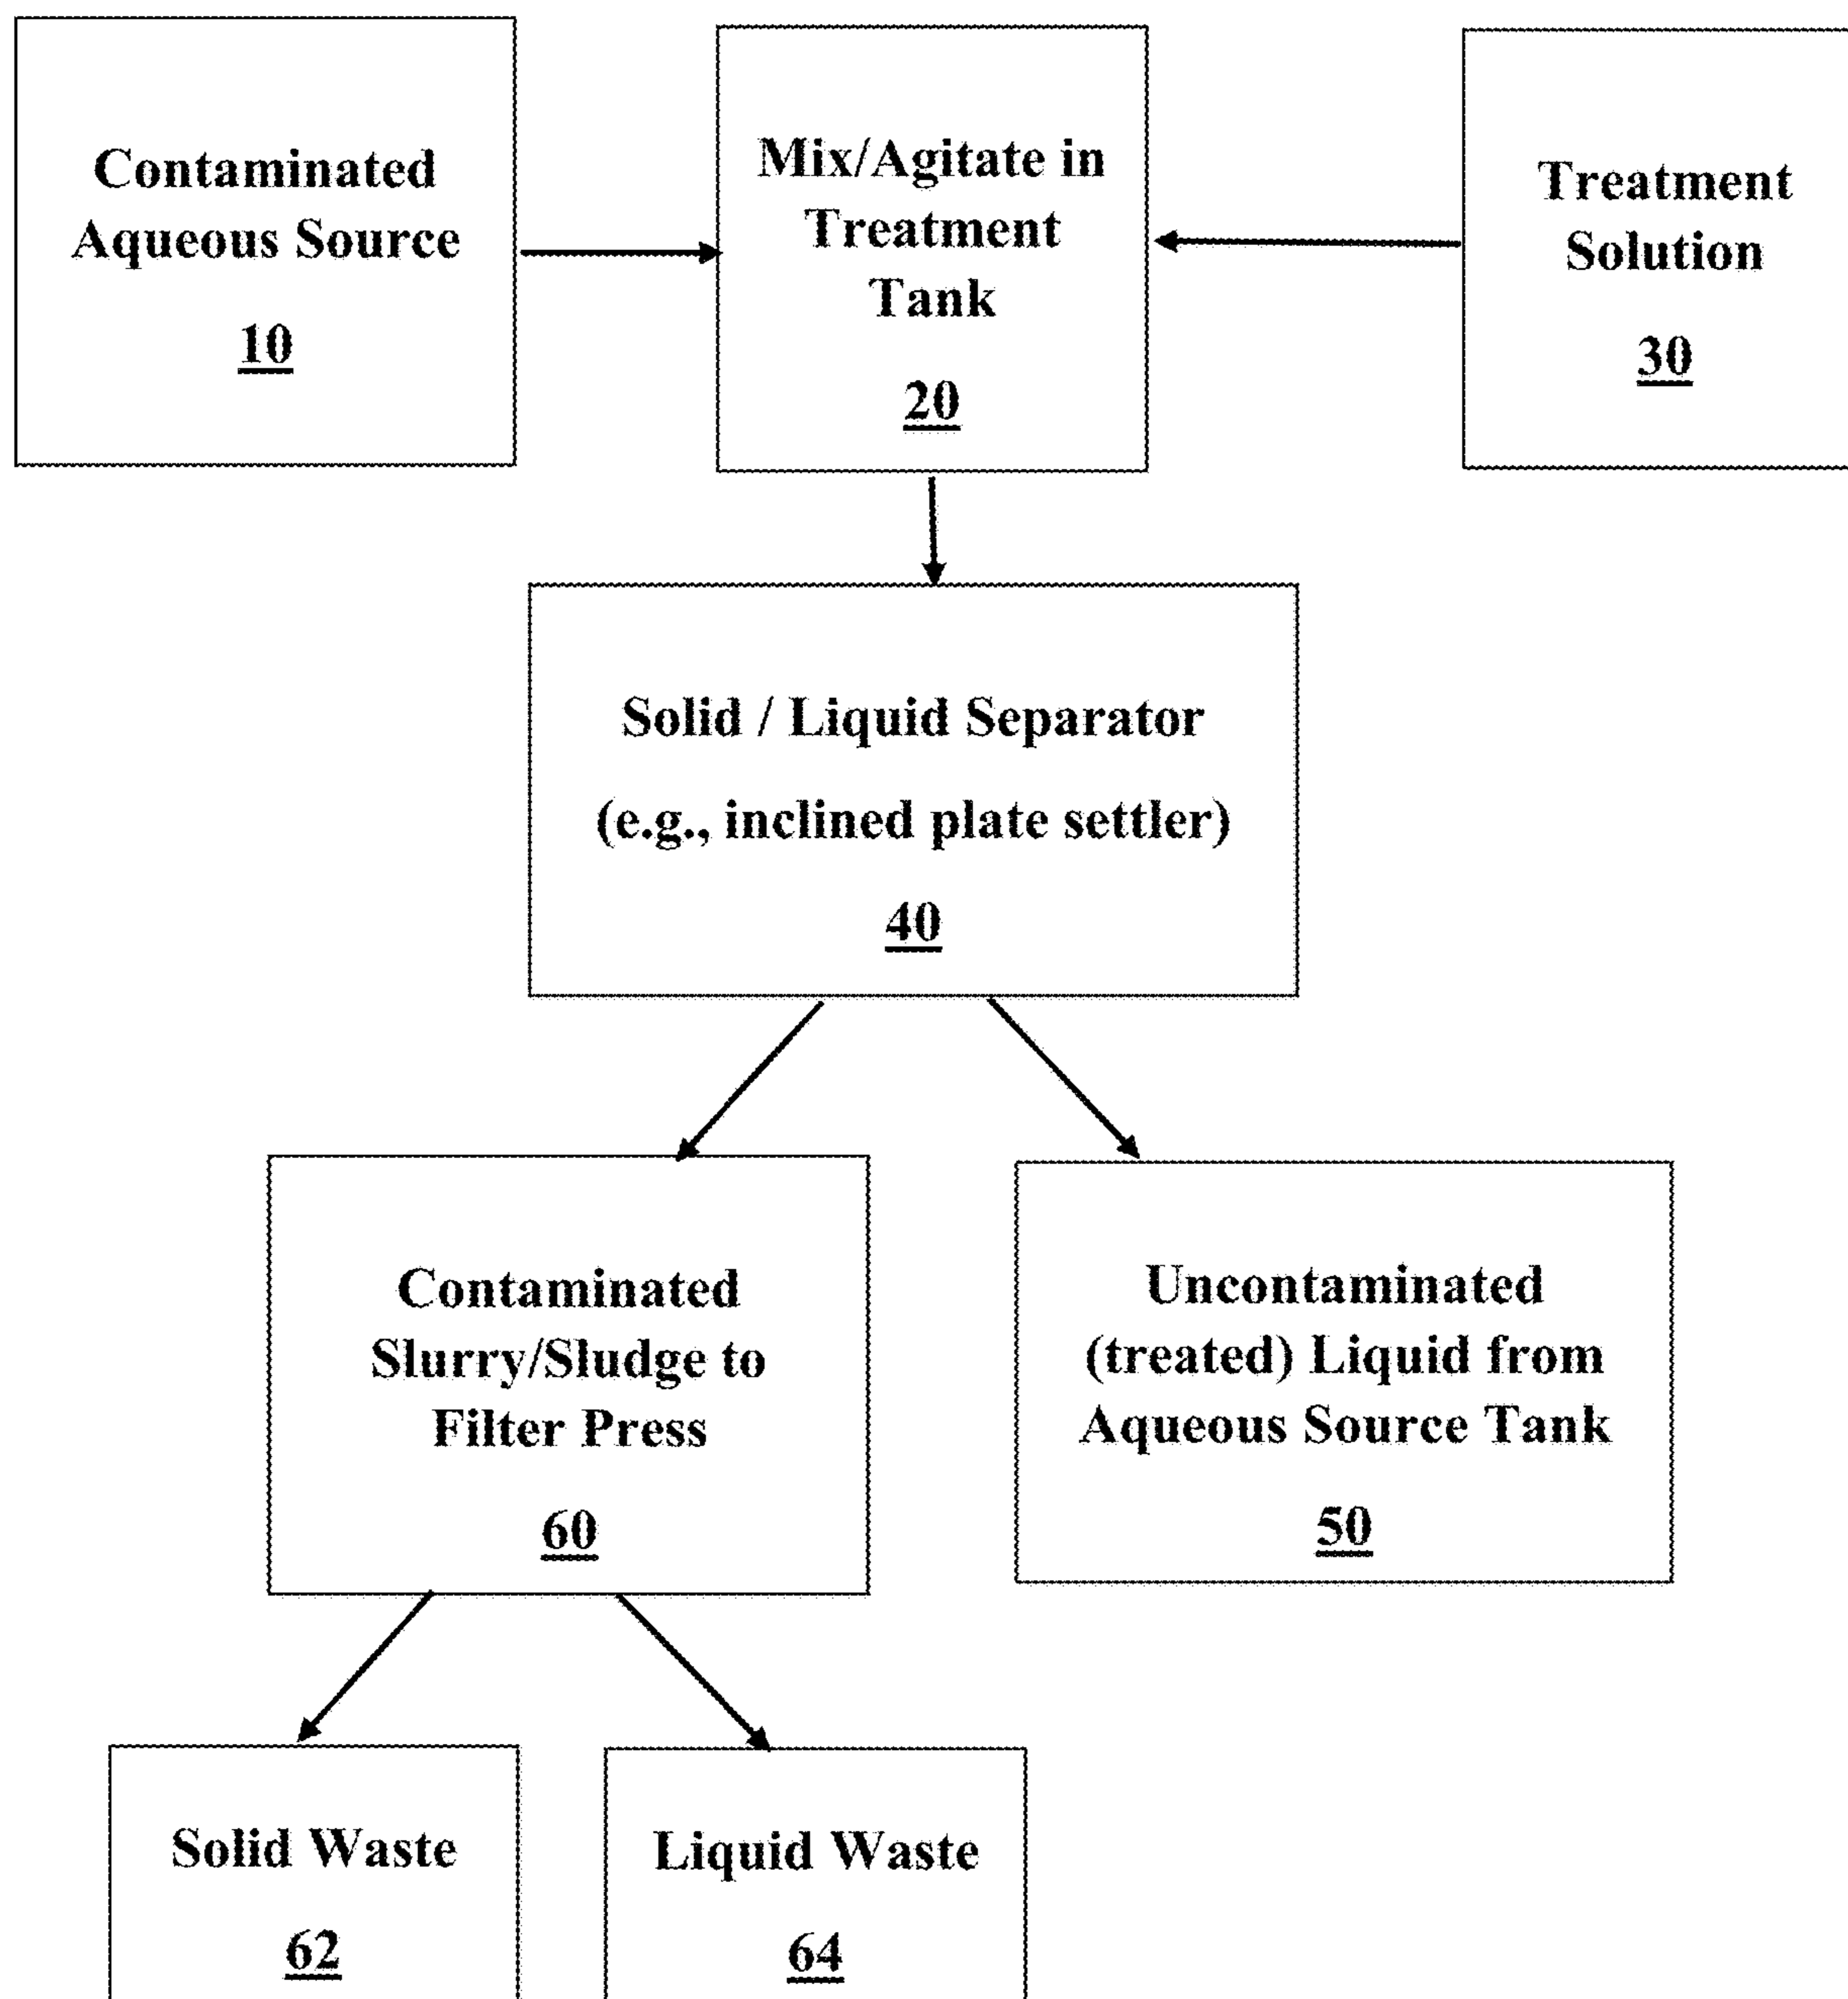 Contaminated
Aqueous Source
10
Mix/Agitate in
Treatment
Tank
20
Treatment
Solution
30
Solid / Liquid Separator
(e.g., inclined plate settler)
40
Contaminated
Slurry/Sludge to
Filter Press
60
Uncontaminated
(treated) Liquid from
Aqueous Source Tank
50
Solid Waste
62
Liquid Waste
64